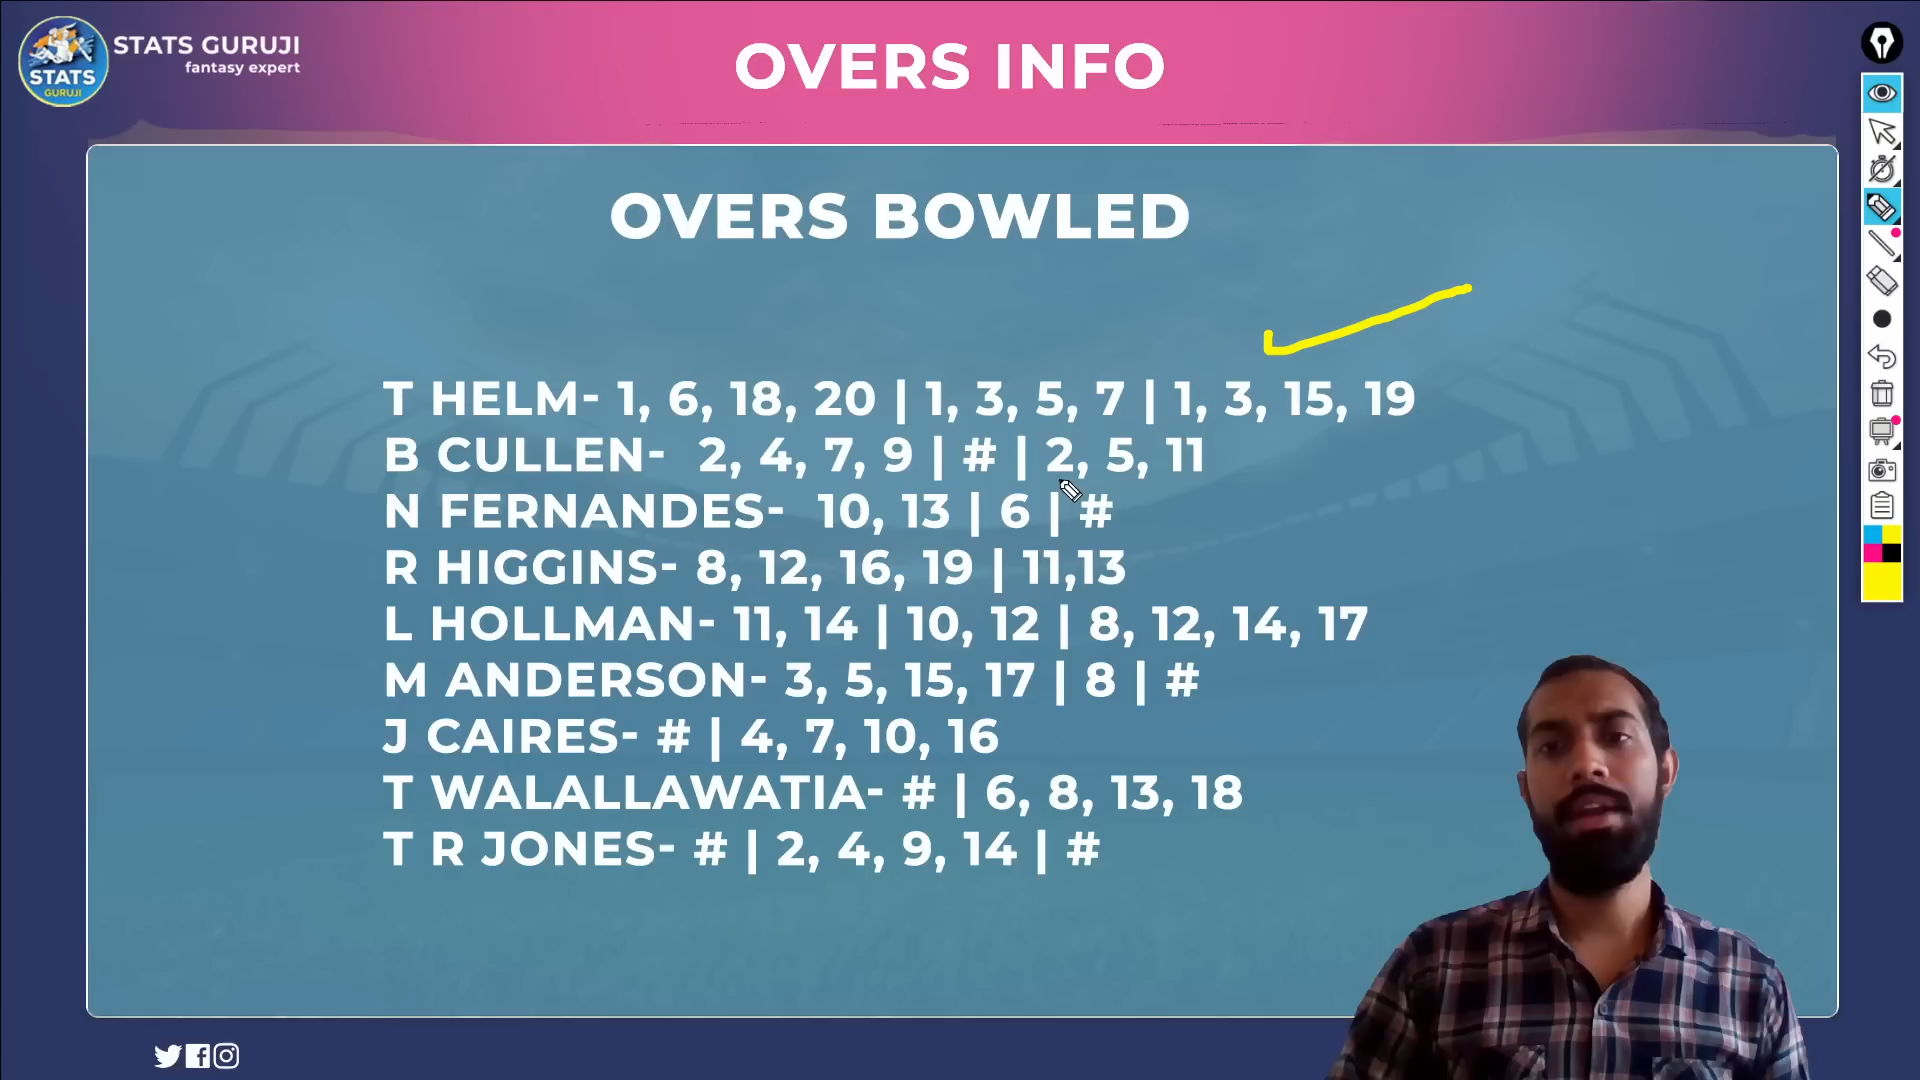 STATS GURUJI
fantasy expert
STATS
GURUJI
OVERS INFO
OVERS BOWLED
T HELM- 1, 6, 18, 20 | 1, 3, 5, 7 | 1, 3, 15, 19
B CULLEN- 2, 4, 7, 9 | # | 2, 5, 11
N FERNANDES- 10, 13 | 6 | #
R HIGGINS- 8, 12, 16, 19 | 11,13
L HOLLMAN- 11, 14 | 10, 12 | 8, 12, 14, 17
M ANDERSON- 3, 5, 15, 17 | 8 | #
J CAIRES- # | 4, 7, 10, 16
T WALALLAWATIA- # | 6, 8, 13, 18
T R JONES- # | 2, 4, 9, 14 | #